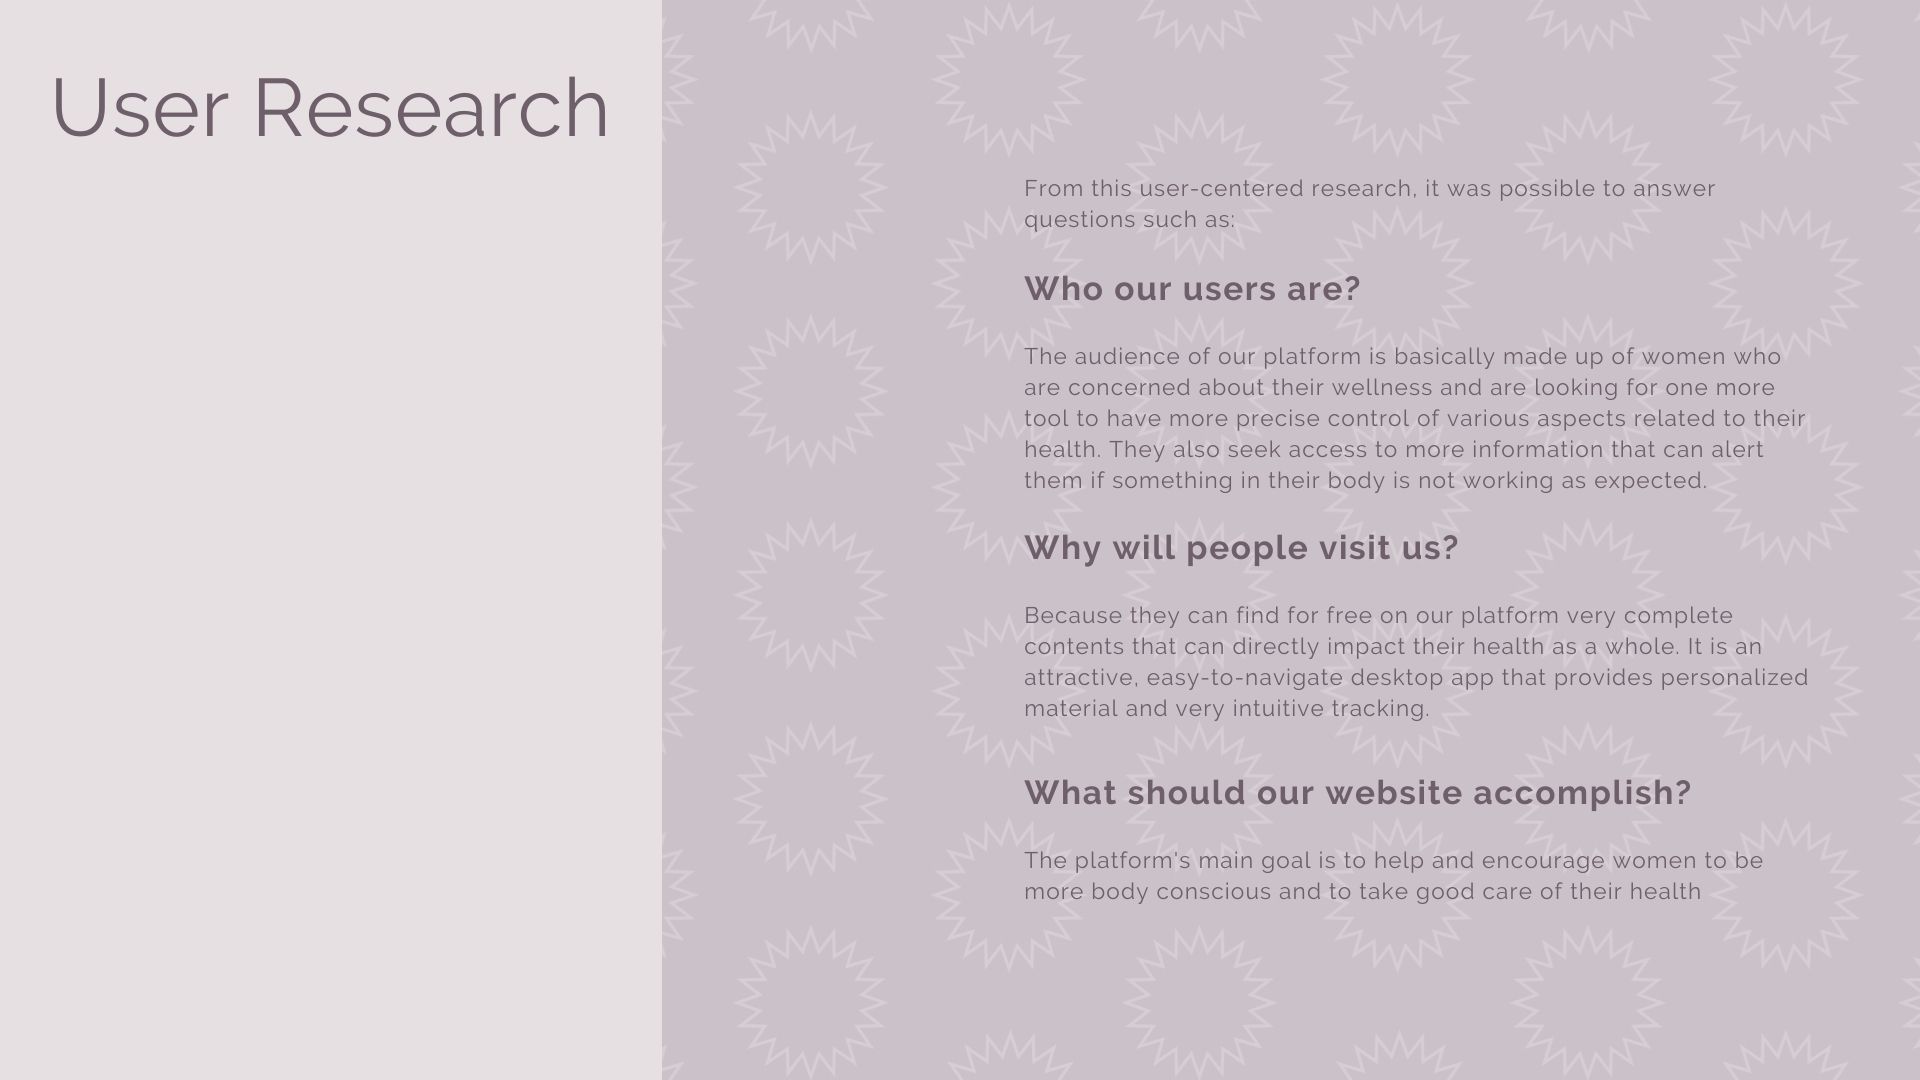 User Research
From this user-centered research, it was possible to answer
questions such as:
Who our users are?
The audience of our platform is basically made up of women who
are concerned about their wellness and are looking for one more
tool to have more precise control of various aspects related to their
health. They also seek access to more information that can alert
them if something in their body is not working as expected.
Why will people visit us?
Because they can find for free on our platform very complete
contents that can directly impact their health as a whole. It is an
attractive, easy-to-navigate desktop app that provides personalized
material and very intuitive tracking.
What should our website accomplish?
The platform's main goal is to help and encourage women to be
more body conscious and to take good care of their health